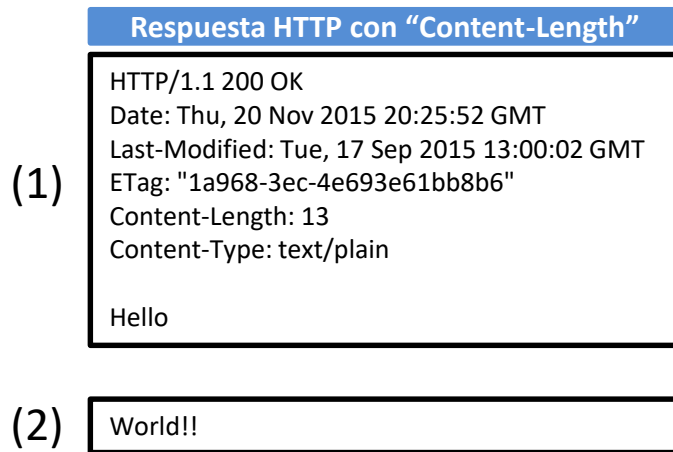 Respuesta HTTP con “Content-Length”
HTTP/1.1 200 OK
Date: Thu, 20 Nov 2015 20:25:52 GMT
Last-Modified: Tue, 17 Sep 2015 13:00:02 GMT
(1)
ETag: "1a968-3ec-4e693e61bb8b6"
Content-Length: 13
Content-Type: text/plain
Hello
(2)
World!!